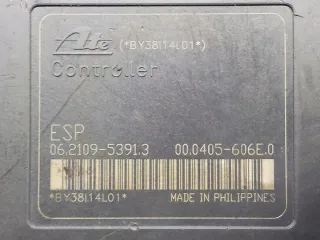 Ate (*BY38I14L01*)
Controller
ESP
06.2109-5391.3 00.0405-606E.0
*BY38I14L01* MADE IN PHILIPPINES